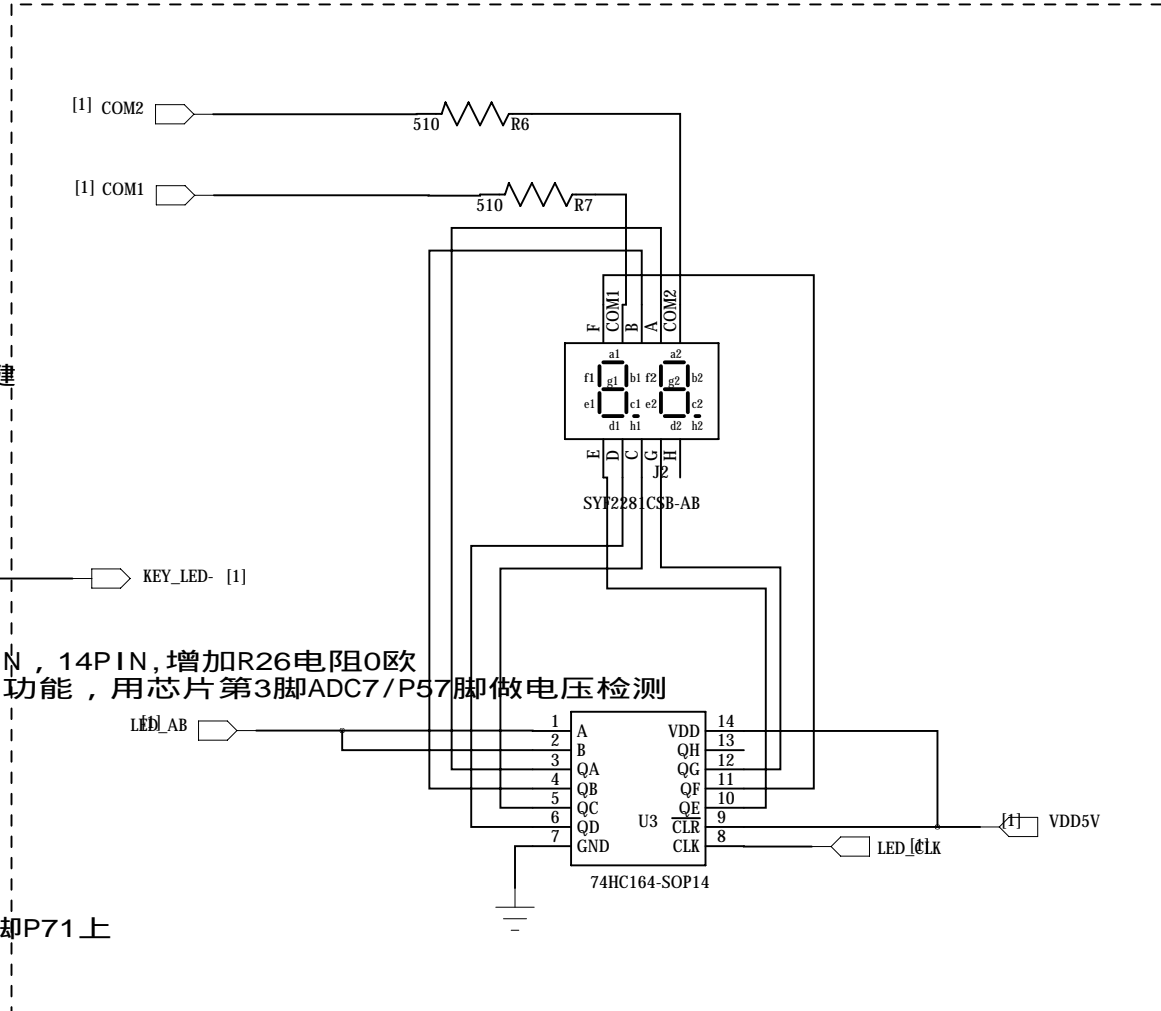 [1] COM2
510
R6
[1] COM1
510
R7
F
COM1
B
A
COM2
a1
a2
f1
g1
b1
f2
g2
b2
e1
c1
e2
c2
d1
h1
d2
h2
E
D
C
G
H
J2
SYF2281CSB-AB
KEY_LED- [1]
N，14PIN,增加R26电阻0欧
功能，用芯片第3脚ADC7/P57脚做电压检测
[1]
LED_AB
1
2
3
4
5
6
7
A
B
QA
QB
QC
QD
GND
U3
VDD
QH
QG
QF
QE
CLR
CLK
14
13
12
11
10
9
8
[1] VDD5V
LED_CLK
[1]
74HC164-SOP14
却P71上